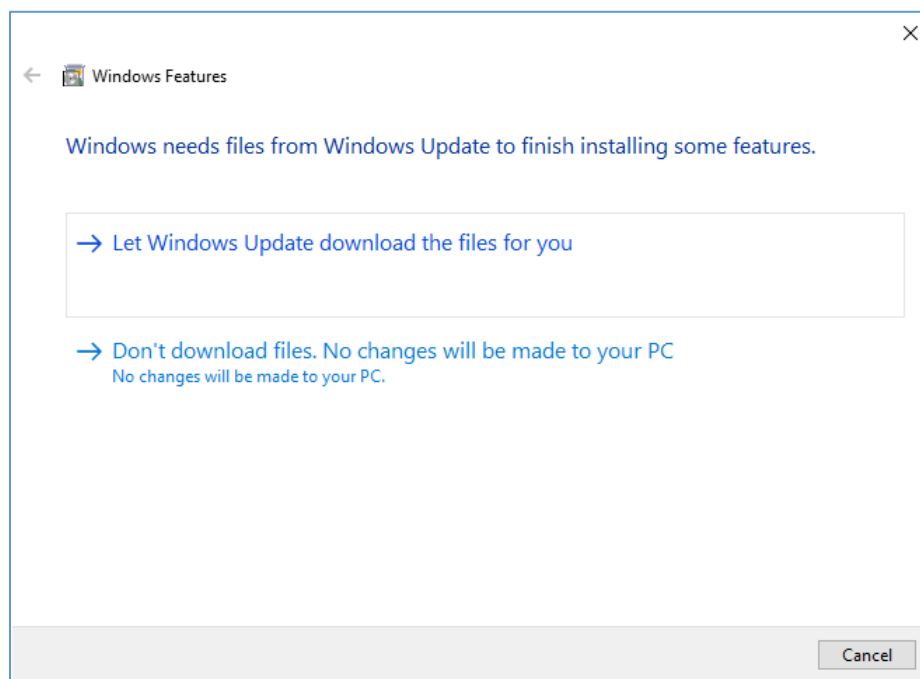 Windows Features
Windows needs files from Windows Update to finish installing some features.
Let Windows Update download the files for you
Don't download files. No changes will be made to your PC
No changes will be made to your PC.
Cancel